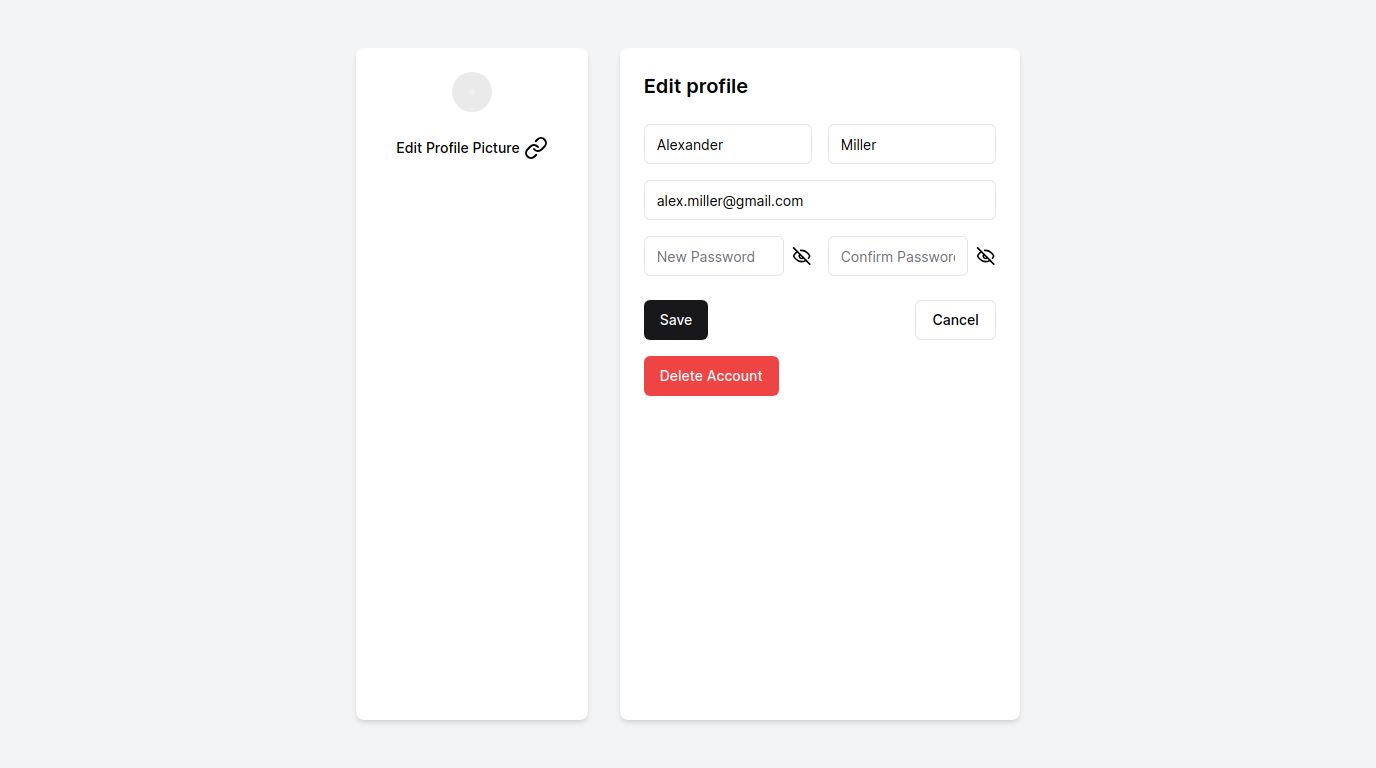 Edit Profile Picture
Edit profile
Alexander
Miller
alex.miller@gmail.com
New Password
Confirm Passwor
Save
Cancel
Delete Account